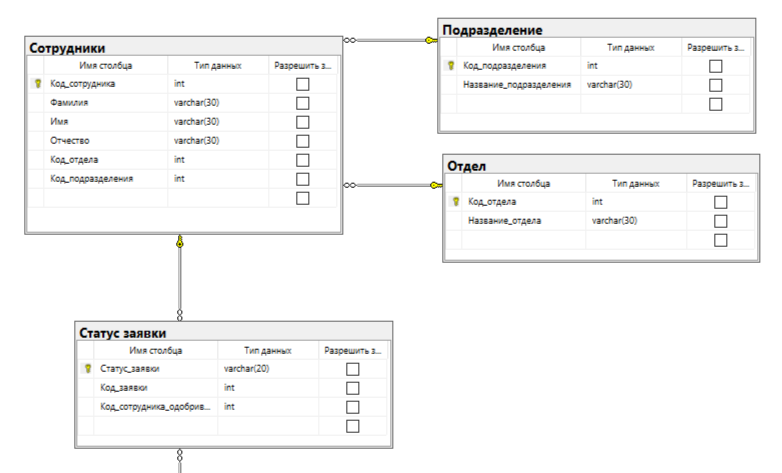 Сотрудники
Имя столбца Тип данных Разрешить з...
Код_сотрудника int
Фамилия varchar(30)
Имя varchar(30)
Отчество varchar(30)
Код_отдела int
Код_подразделения int
Подразделение
Имя столбца Тип данных Разрешить з...
Код_подразделения int
Название_подразделения varchar(30)
Отдел
Имя столбца Тип данных Разрешить з...
Код_отдела int
Название_отдела varchar(30)
Статус заявки
Имя столбца Тип данных Разрешить з...
Статус_заявки varchar(20)
Код_заявки int
Код_сотрудника_одобрив... int